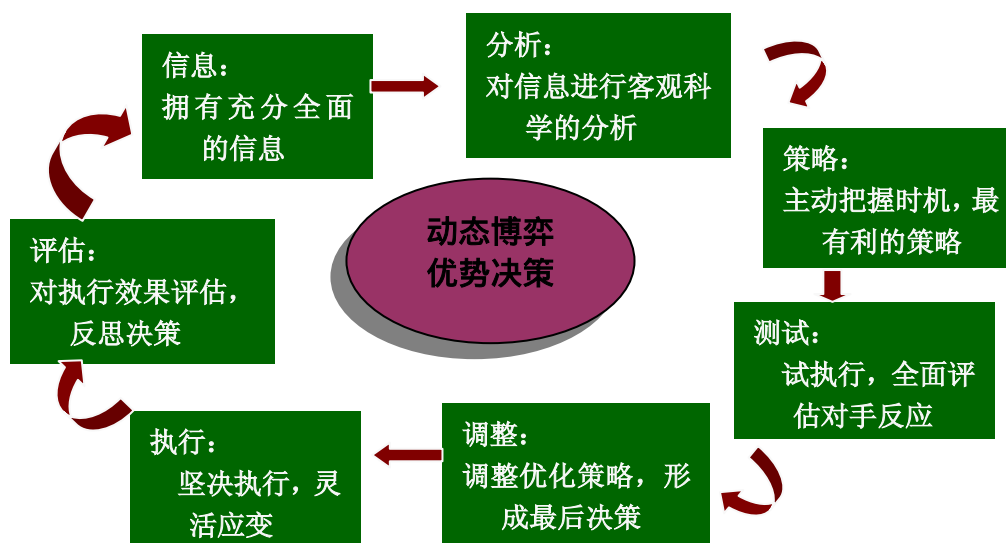 信息：
拥有充分全面
的信息
分析：
对信息进行客观科
学的分析
策略：
主动把握时机，最
有利的策略
测试：
试执行，全面评
估对手反应
调整：
调整优化策略，形
成最后决策
执行：
坚决执行，灵
活应变
评估：
对执行效果评估，
反思决策
动态博弈
优势决策